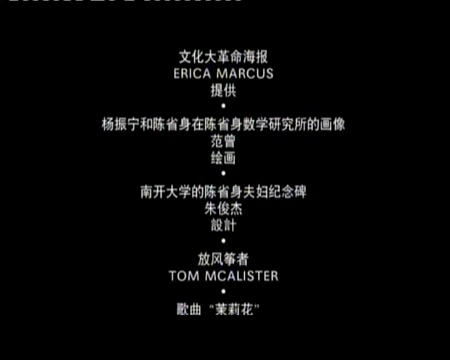 文化大革命海报
ERICA MARCUS
提供
•
杨振宁和陈省身在陈省身数学研究所的画像
范曾
绘画
•
南开大学的陈省身夫妇纪念碑
朱俊杰
設計
•
放风筝者
TOM MCALISTER
•
歌曲 "茉莉花"